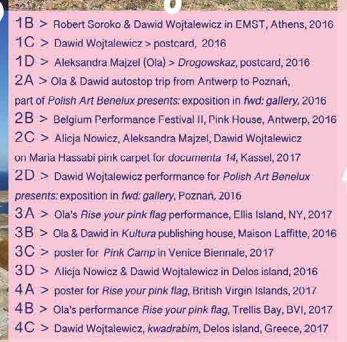 1B > Robert Soroko & Dawid Wojtalewicz in EMST, Athens, 2016
1C > Dawid Wojtalewicz > postcard, 2016
1D > Aleksandra Majzel (Ola) > Drogowskaz, postcard, 2016
2A > Ola & Dawid autostop trip from Antwerp to Poznań,
part of Polish Art Benelux presents: exposition in fwd: gallery, 2016
2B > Belgium Performance Festival II, Pink House, Antwerp, 2016
2C > Alicja Nowicz, Aleksandra Majzel, Dawid Wojtalewicz
on Maria Hassabi pink carpet for documenta 14, Kassel, 2017
2D > Dawid Wojtalewicz performance for Polish Art Benelux
presents: exposition in fwd: gallery, Poznań, 2016
3A > Ola's Rise your pink flag performance, Ellis Island, NY, 2017
3B > Ola & Dawid in Kultura publishing house, Maison Laffitte, 2016
3C > poster for Pink Camp in Venice Biennale, 2017
3D > Alicja Nowicz & Dawid Wojtalewicz in Delos island, 2016
4A > poster for Rise your pink flag, British Virgin Islands, 2017
4B > Ola's performance Rise your pink flag, Trellis Bay, BVI, 2017
4C > Dawid Wojtalewicz, kwadrabim, Delos island, Greece, 2017